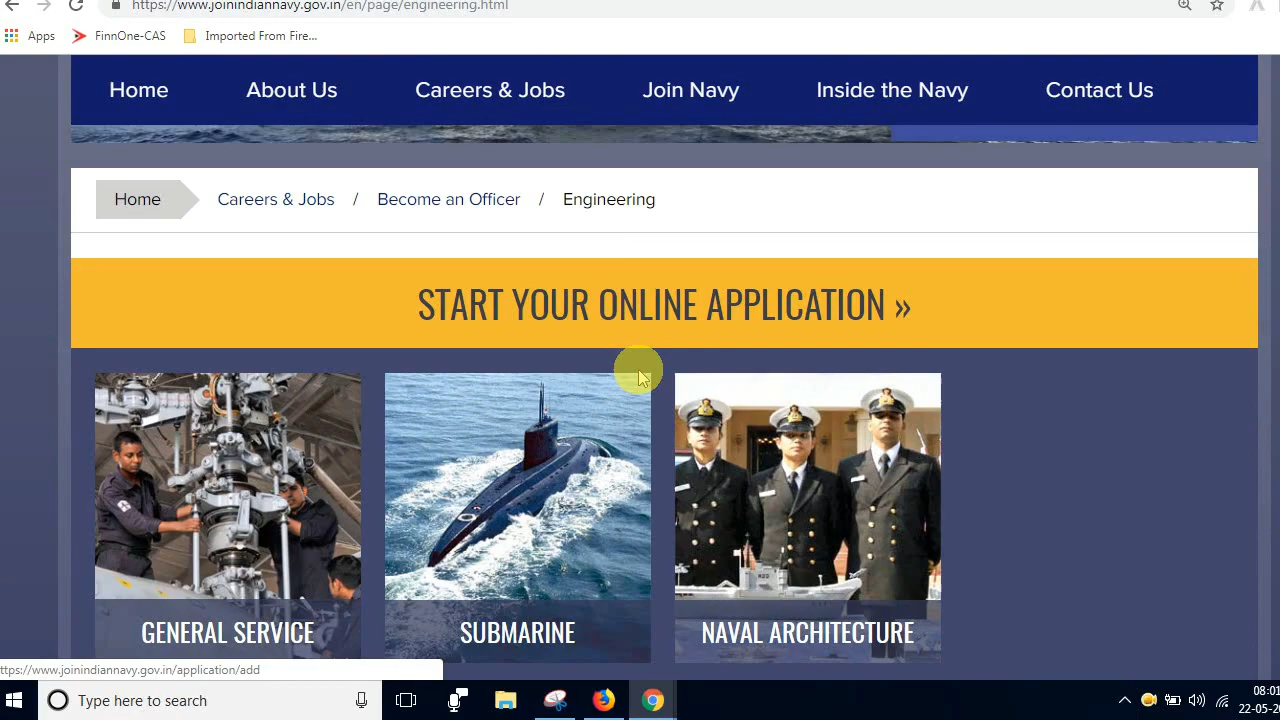 https://www.joinindiannavy.gov.in/en/page/engineering.html
Apps FinnOne-CAS Imported From Fire...
Home About Us Careers & Jobs Join Navy Inside the Navy Contact Us
Home Careers & Jobs / Become an Officer / Engineering
START YOUR ONLINE APPLICATION »
GENERAL SERVICE SUBMARINE NAVAL ARCHITECTURE
ttps://www.joinindiannavy.gov.in/application/add
Type here to search
08:01
22-05-2